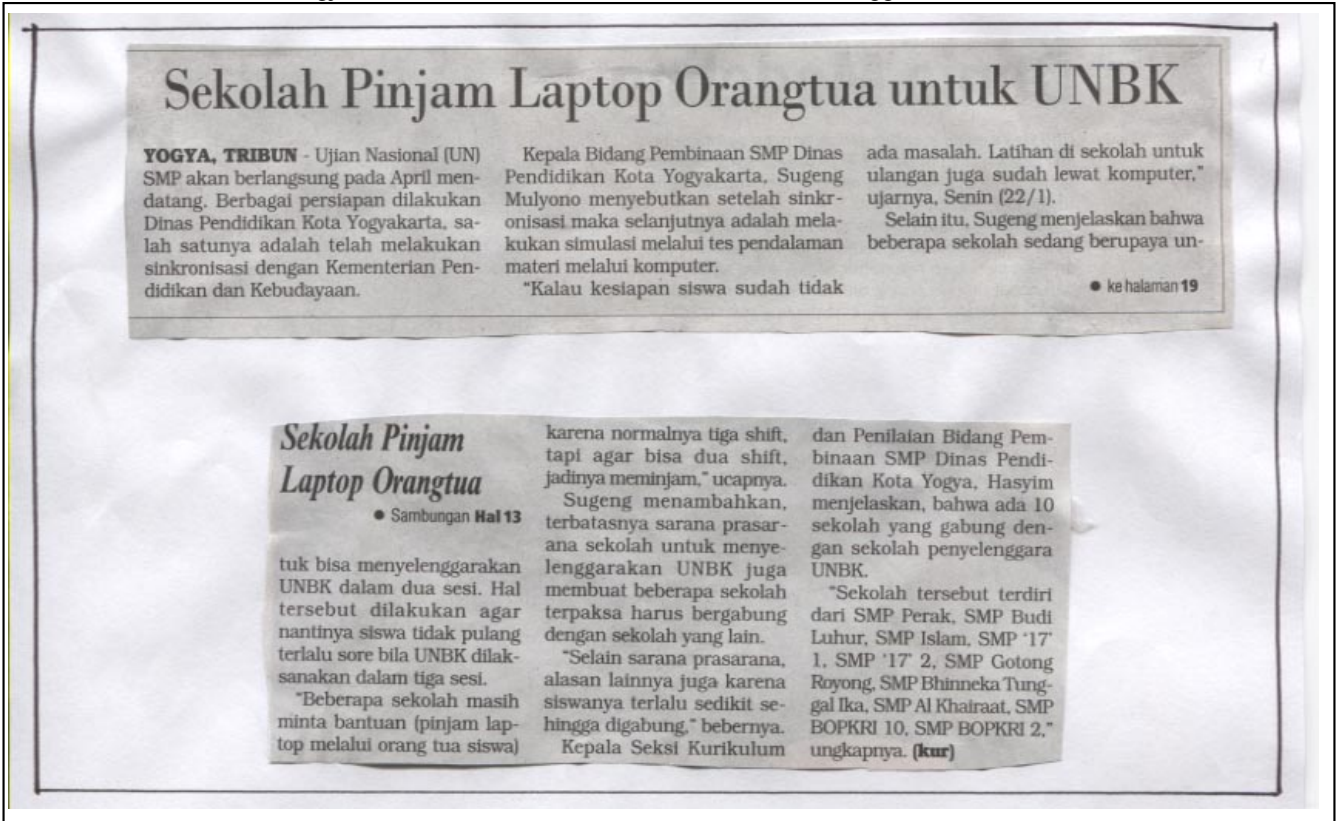 Sekolah Pinjam Laptop Orangtua untuk UNBK
YOGYA, TRIBUN - Ujian Nasional (UN)
SMP akan berlangsung pada April men-
datang. Berbagai persiapan dilakukan
Dinas Pendidikan Kota Yogyakarta, sa-
lah satunya adalah telah melakukan
sinkronisasi dengan Kementerian Pen-
didikan dan Kebudayaan.
Kepala Bidang Pembinaan SMP Dinas
Pendidikan Kota Yogyakarta, Sugeng
Mulyono menyebutkan setelah sinkr-
onisasi maka selanjutnya adalah mela-
kukan simulasi melalui tes pendalaman
materi melalui komputer.
"Kalau kesiapan siswa sudah tidak
ada masalah. Latihan di sekolah untuk
ulangan juga sudah lewat komputer,"
ujarnya, Senin (22/1).
Selain itu, Sugeng menjelaskan bahwa
beberapa sekolah sedang berupaya un-
● ke halaman 19
Sekolah Pinjam
Laptop Orangtua
● Sambungan Hal 13
tuk bisa menyelenggarakan
UNBK dalam dua sesi. Hal
tersebut dilakukan agar
nantinya siswa tidak pulang
terlalu sore bila UNBK dilak-
sanakan dalam tiga sesi.
"Beberapa sekolah masih
minta bantuan (pinjam lap-
top melalui orang tua siswa)
karena normalnya tiga shift,
tapi agar bisa dua shift,
jadinya meminjam," ucapnya.
Sugeng menambahkan,
terbatasnya sarana prasar-
ana sekolah untuk menye-
lenggarakan UNBK juga
membuat beberapa sekolah
terpaksa harus bergabung
dengan sekolah yang lain.
"Selain sarana prasarana,
alasan lainnya juga karena
siswanya terlalu sedikit se-
hingga digabung," bebernya.
Kepala Seksi Kurikulum
dan Penilaian Bidang Pem-
binaan SMP Dinas Pendi-
dikan Kota Yogya, Hasyim
menjelaskan, bahwa ada 10
sekolah yang gabung den-
gan sekolah penyelenggara
UNBK.
"Sekolah tersebut terdiri
dari SMP Perak, SMP Budi
Luhur, SMP Islam, SMP '17'
1, SMP '17' 2, SMP Gotong
Royong, SMP Bhinneka Tung-
gal Ika, SMP Al Khairaat, SMP
BOPKRI 10, SMP BOPKRI 2,"
ungkapnya. (kur)